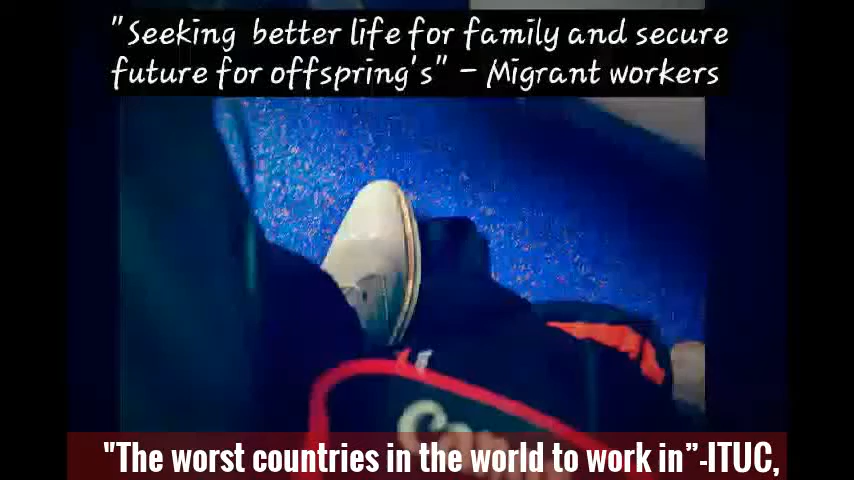 "Seeking better life for family and secure
future for offspring's" - Migrant workers
"The worst countries in the world to work in”-ITUC,